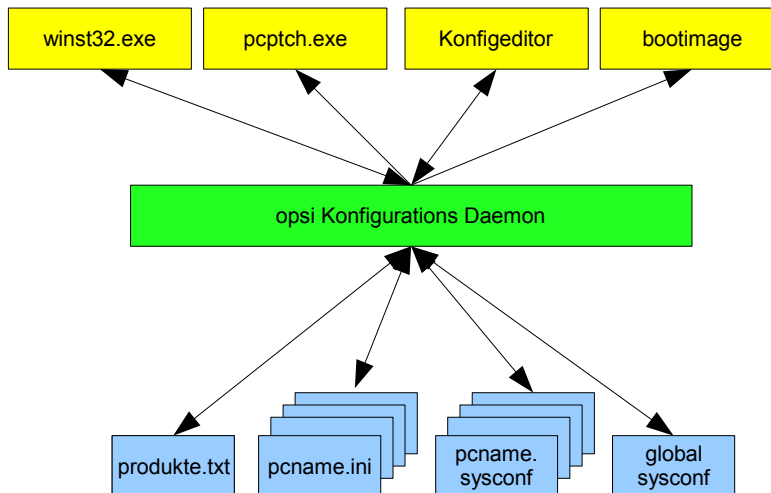 winst32.exe
pcptch.exe
Konfigeditor
bootimage
opsi Konfigurations Daemon
produkte.txt
pcname.ini
pcname.
sysconf
global
sysconf